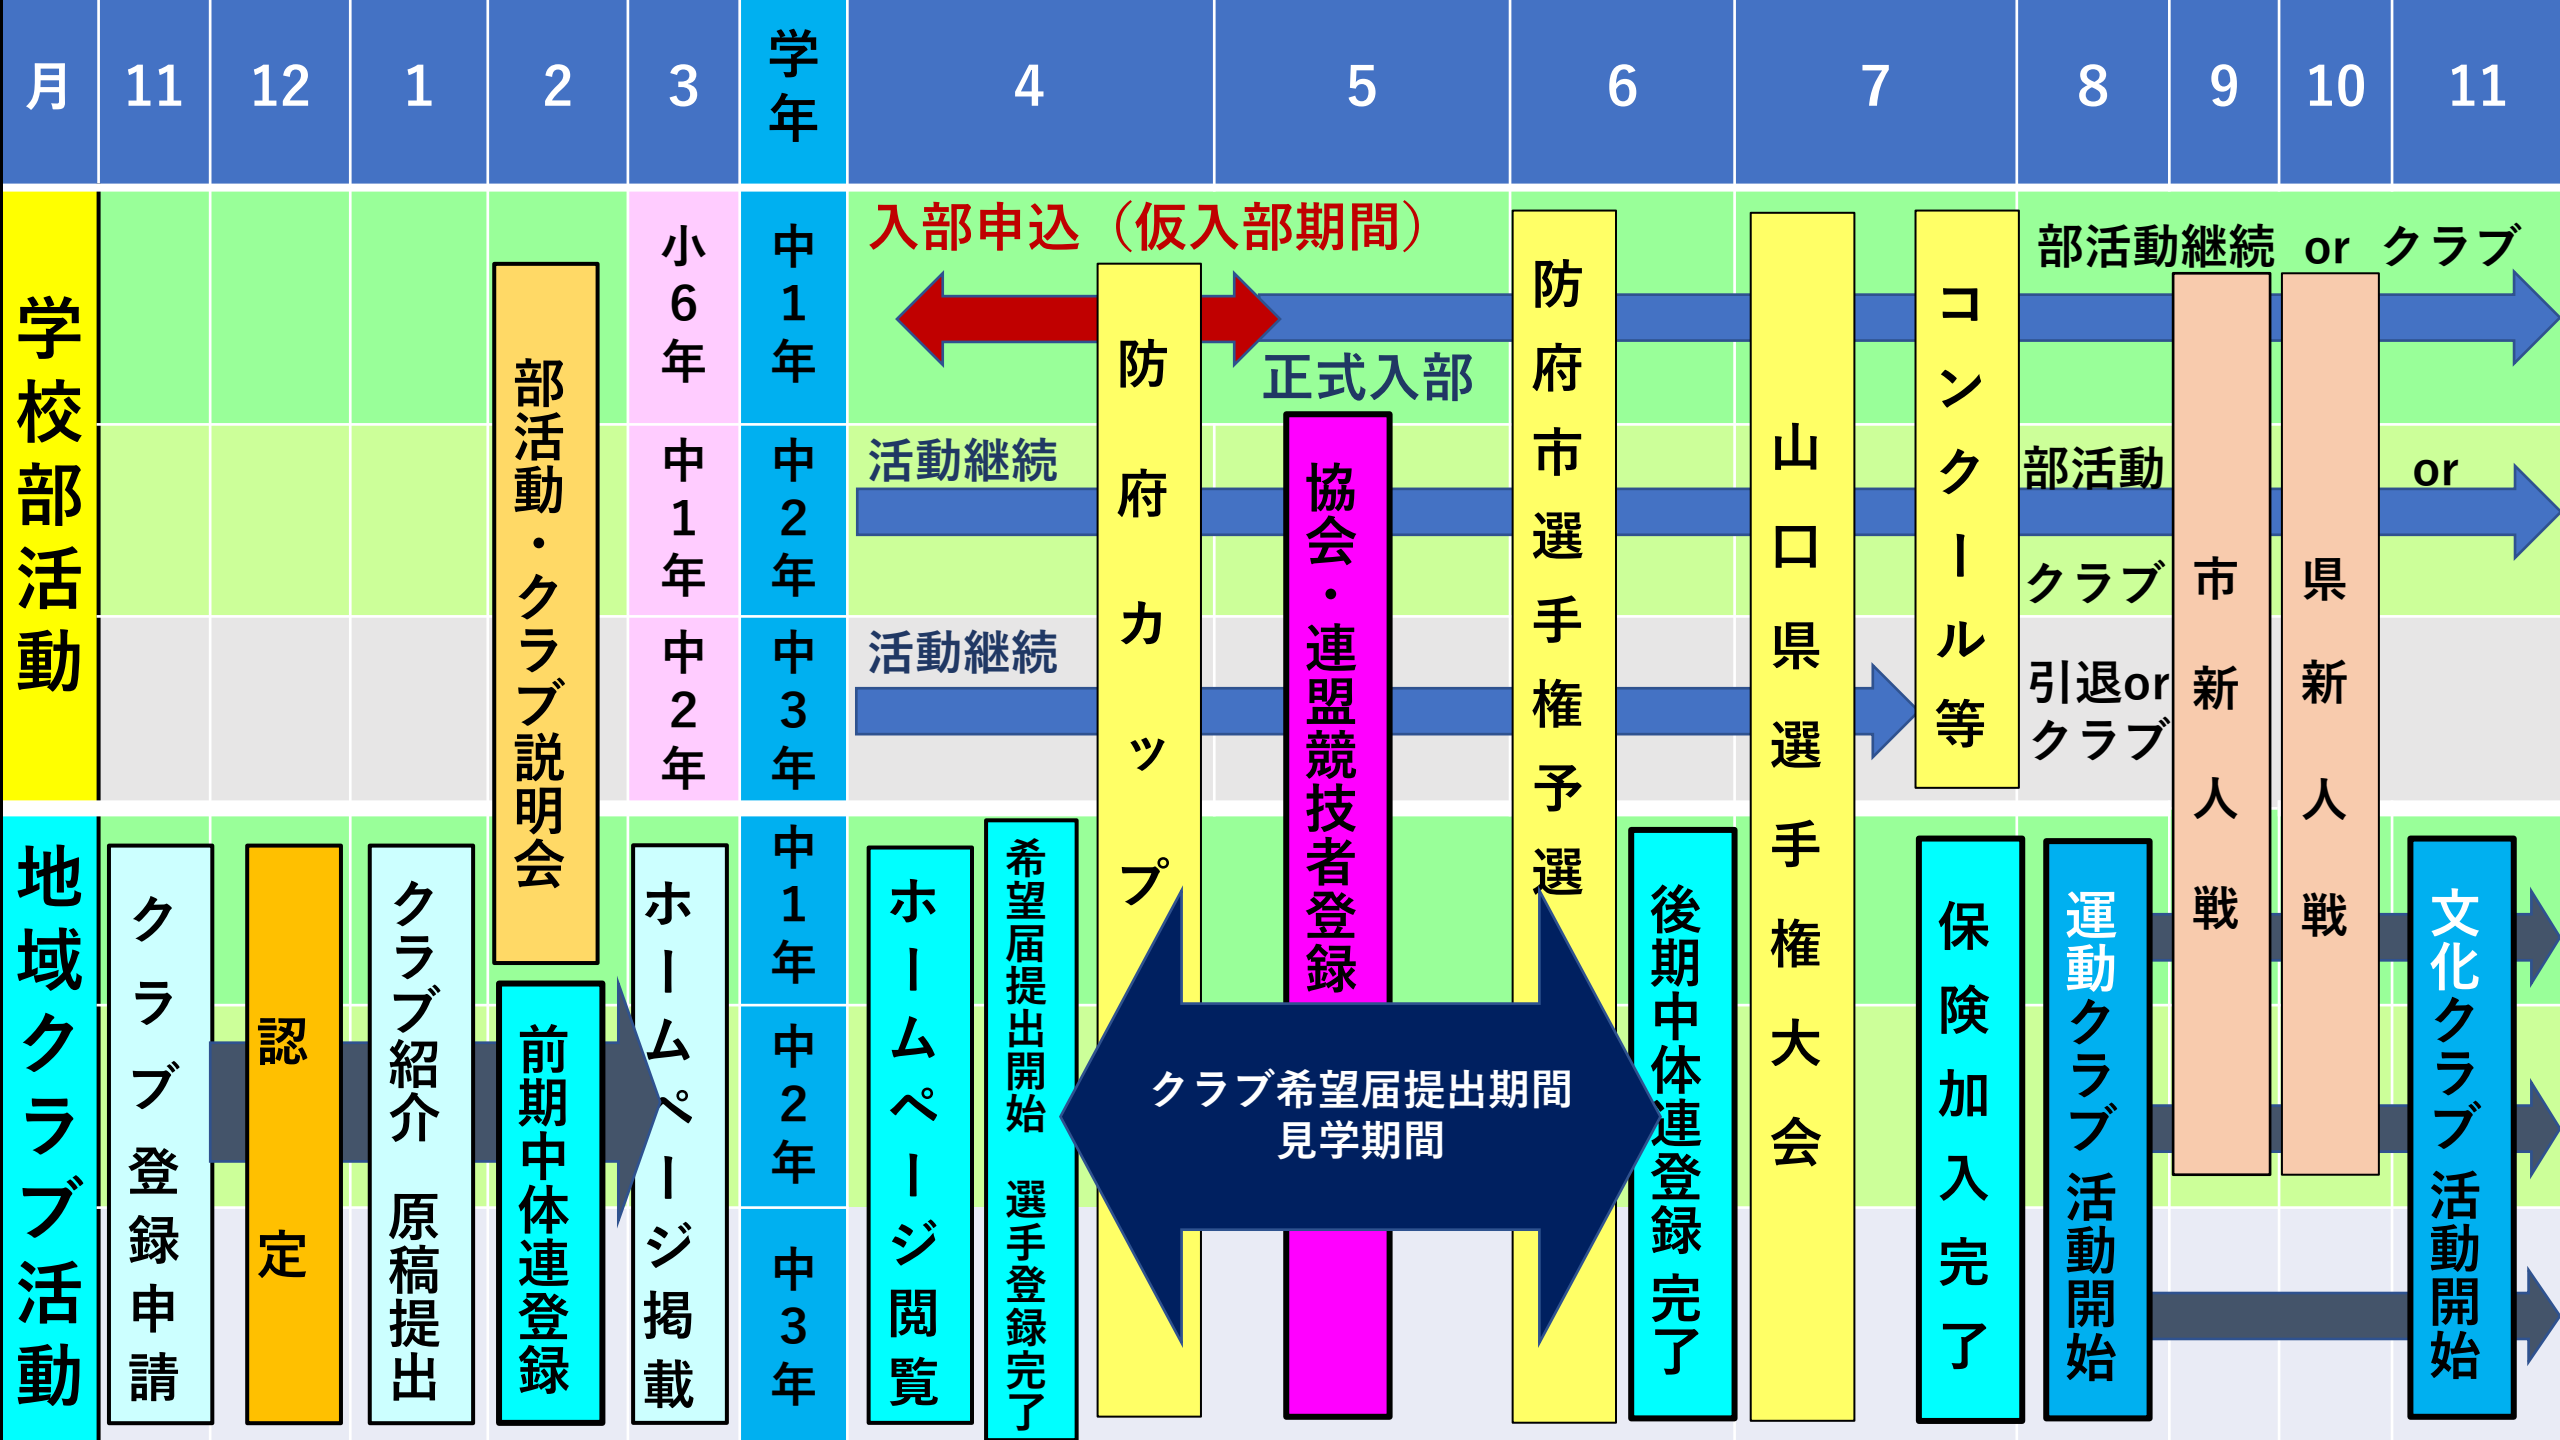 月 11 12 1 2 3 学年 4 5 6 7 8 9 10 11
学校部活動
小6年
中1年
中2年
中1年
中2年
中3年
部活動・クラブ説明会
入部申込（仮入部期間）
正式入部
活動継続
活動継続
防府カップ
協会・連盟競技者登録
防府市選手権予選
山口県選手権大会
コンクール等
部活動継続 or クラブ
部活動 or
クラブ
引退or
クラブ
市新人戦
県新人戦
地域クラブ活動
クラブ登録申請
認定
クラブ紹介 原稿提出
前期中体連登録
ホームページ掲載
中1年
中2年
中3年
ホームページ閲覧
希望届提出開始 選手登録完了
クラブ希望届提出期間
見学期間
後期中体連登録完了
保険加入完了
運動クラブ活動開始
文化クラブ活動開始